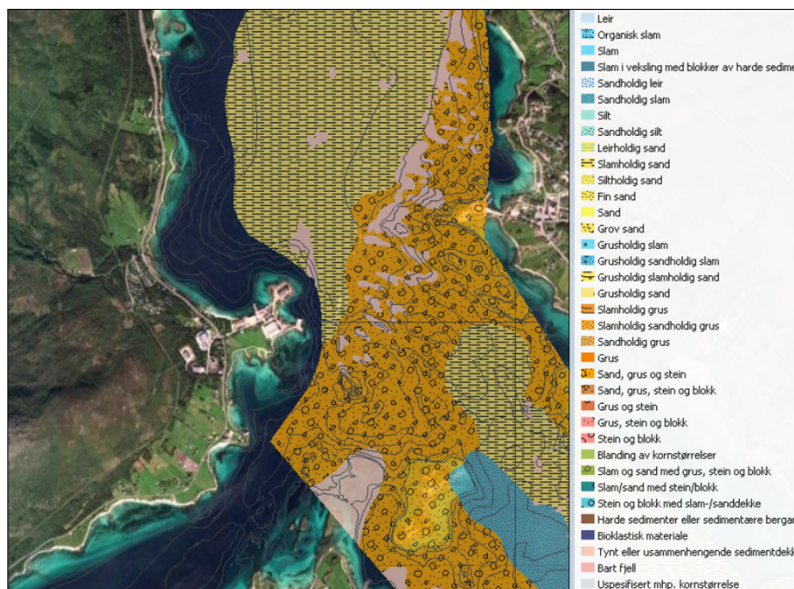 Leir
Organisk slam
Slam
Slam i veksling med blokker av harde sedime
Sandholdig leir
Sandholdig slam
Silt
Sandholdig silt
Leirholdig sand
Slamholdig sand
Siltholdig sand
Fin sand
Sand
Grov sand
Grusholdig slam
Grusholdig sandholdig slam
Grusholdig slamholdig sand
Grusholdig sand
Slamholdig grus
Slamholdig sandholdig grus
Sandholdig grus
Grus
Sand, grus og stein
Sand, grus, stein og blokk
Grus og stein
Grus, stein og blokk
Stein og blokk
Blanding av kornstørrelser
Slam og sand med grus, stein og blokk
Slam/sand med stein/blokk
Stein og blokk med slam-/sanddekke
Harde sedimenter eller sedimentære bergar
Bioklastisk materiale
Tynt eller usammenhengende sedimentdekk
Bart fjell
Uspesifisert mhp. kornstørrelse